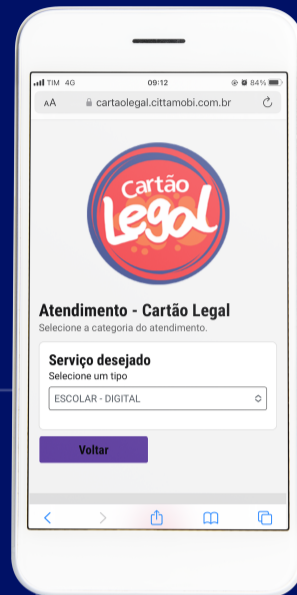 TIM 4G 09:12 84%
AA cartaolegal.cittamobi.com.br
Cartão
Legal
Atendimento - Cartão Legal
Selecione a categoria do atendimento.
Serviço desejado
Selecione um tipo
ESCOLAR - DIGITAL
Voltar